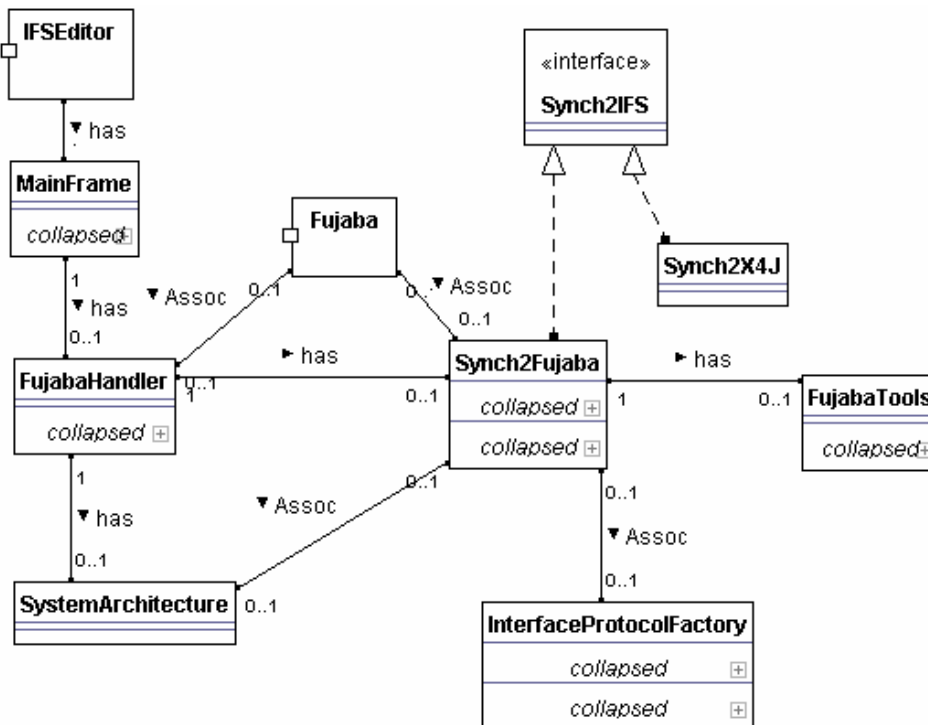 IFSEditor
«interface»
Synch2IFS
▼ has
MainFrame
collapsed
Fujaba
Synch2X4J
1
▼ has
0..1
▼ Assoc
0..1
0
▼ Assoc
0..1
FujabaHandler
collapsed
0..1
1
► has
0..1
Synch2Fujaba
collapsed
collapsed
1
► has
0..1
FujabaTools
collapsed
1
▼ has
0..1
▼ Assoc
0..1
0..1
▼ Assoc
0..1
SystemArchitecture
0..1
InterfaceProtocolFactory
collapsed
collapsed